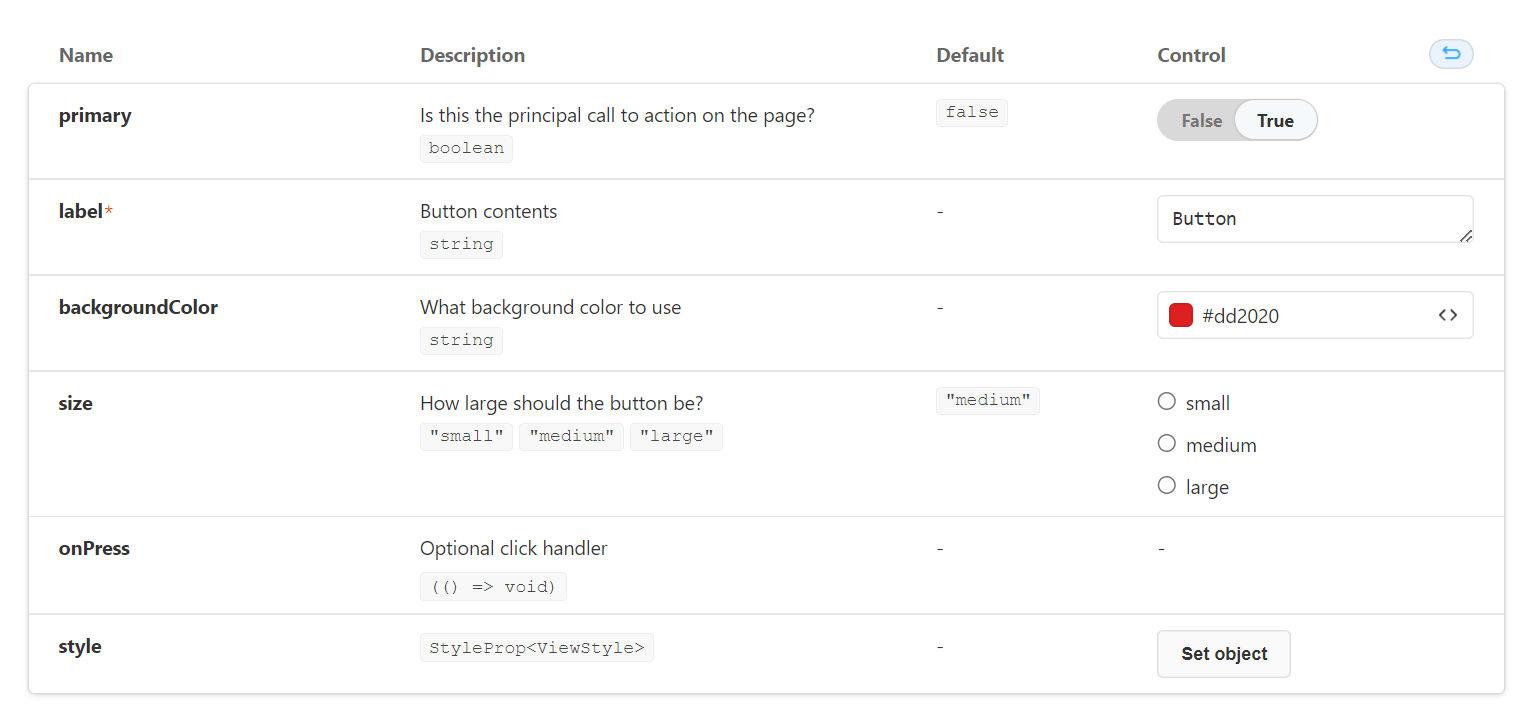 Name Description Default Control
primary Is this the principal call to action on the page? false False True
boolean
label* Button contents - Button
string
backgroundColor What background color to use - #dd2020 <>
string
size How large should the button be? "medium" small
"small" "medium" "large"
medium
large
onPress Optional click handler - -
(() => void)
style StyleProp<ViewStyle> - Set object